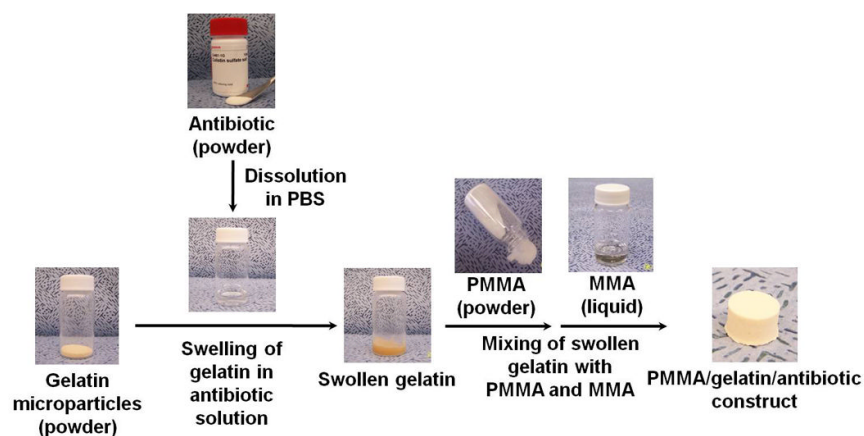 Antibiotic
(powder)
Dissolution
in PBS
PMMA
(powder)
MMA
(liquid)
Gelatin
microparticles
(powder)
Swelling of
gelatin in
antibiotic
solution
Swollen gelatin
Mixing of swollen
gelatin with
PMMA and MMA
PMMA/gelatin/antibiotic
construct